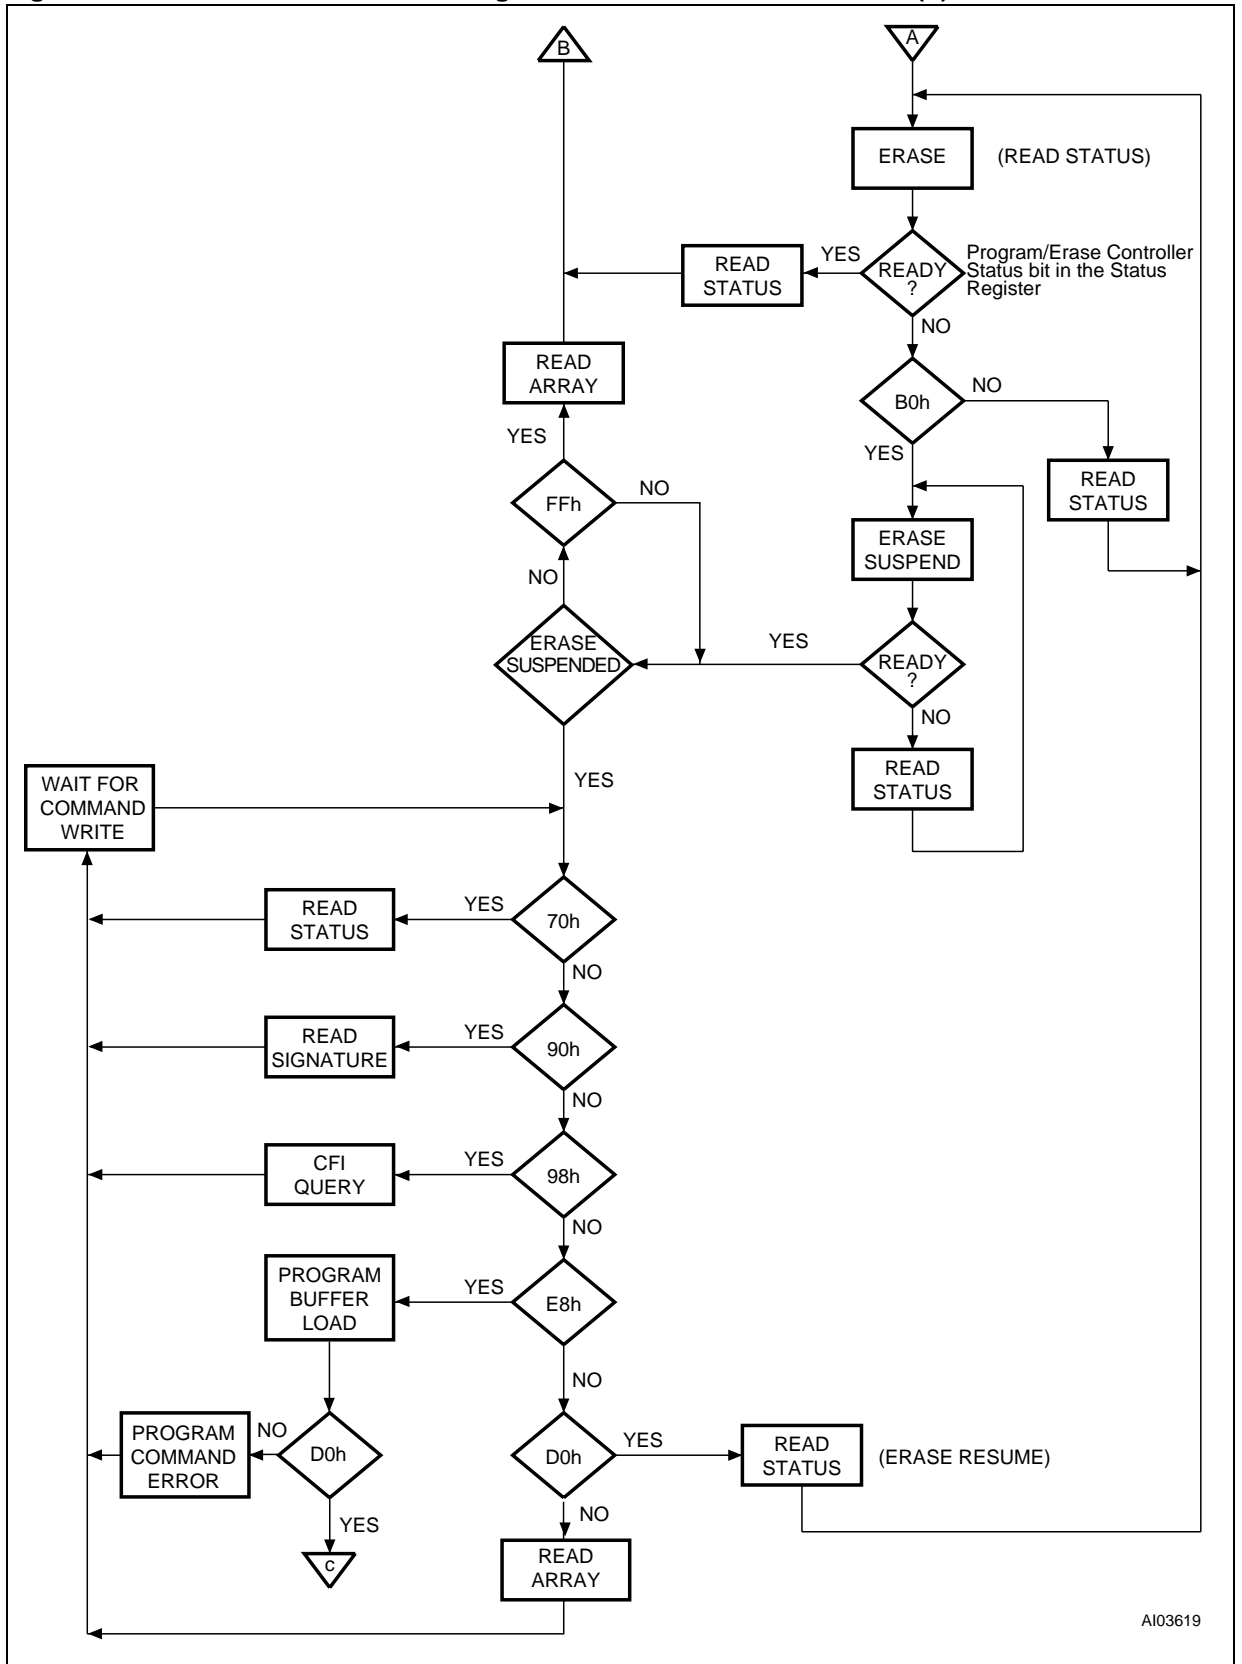 B
A
ERASE
(READ STATUS)
READ
STATUS
YES
READY
?
Program/Erase Controller
Status bit in the Status
Register
NO
READ
ARRAY
B0h
NO
YES
YES
READ
STATUS
FFh
NO
ERASE
SUSPEND
NO
ERASE
SUSPENDED
YES
READY
?
NO
READ
STATUS
WAIT FOR
COMMAND
WRITE
YES
READ
STATUS
YES
70h
NO
READ
SIGNATURE
YES
90h
NO
CFI
QUERY
YES
98h
NO
PROGRAM
BUFFER
LOAD
YES
E8h
NO
PROGRAM
COMMAND
ERROR
NO
D0h
D0h
YES
READ
STATUS
(ERASE RESUME)
YES
NO
c
READ
ARRAY
AI03619